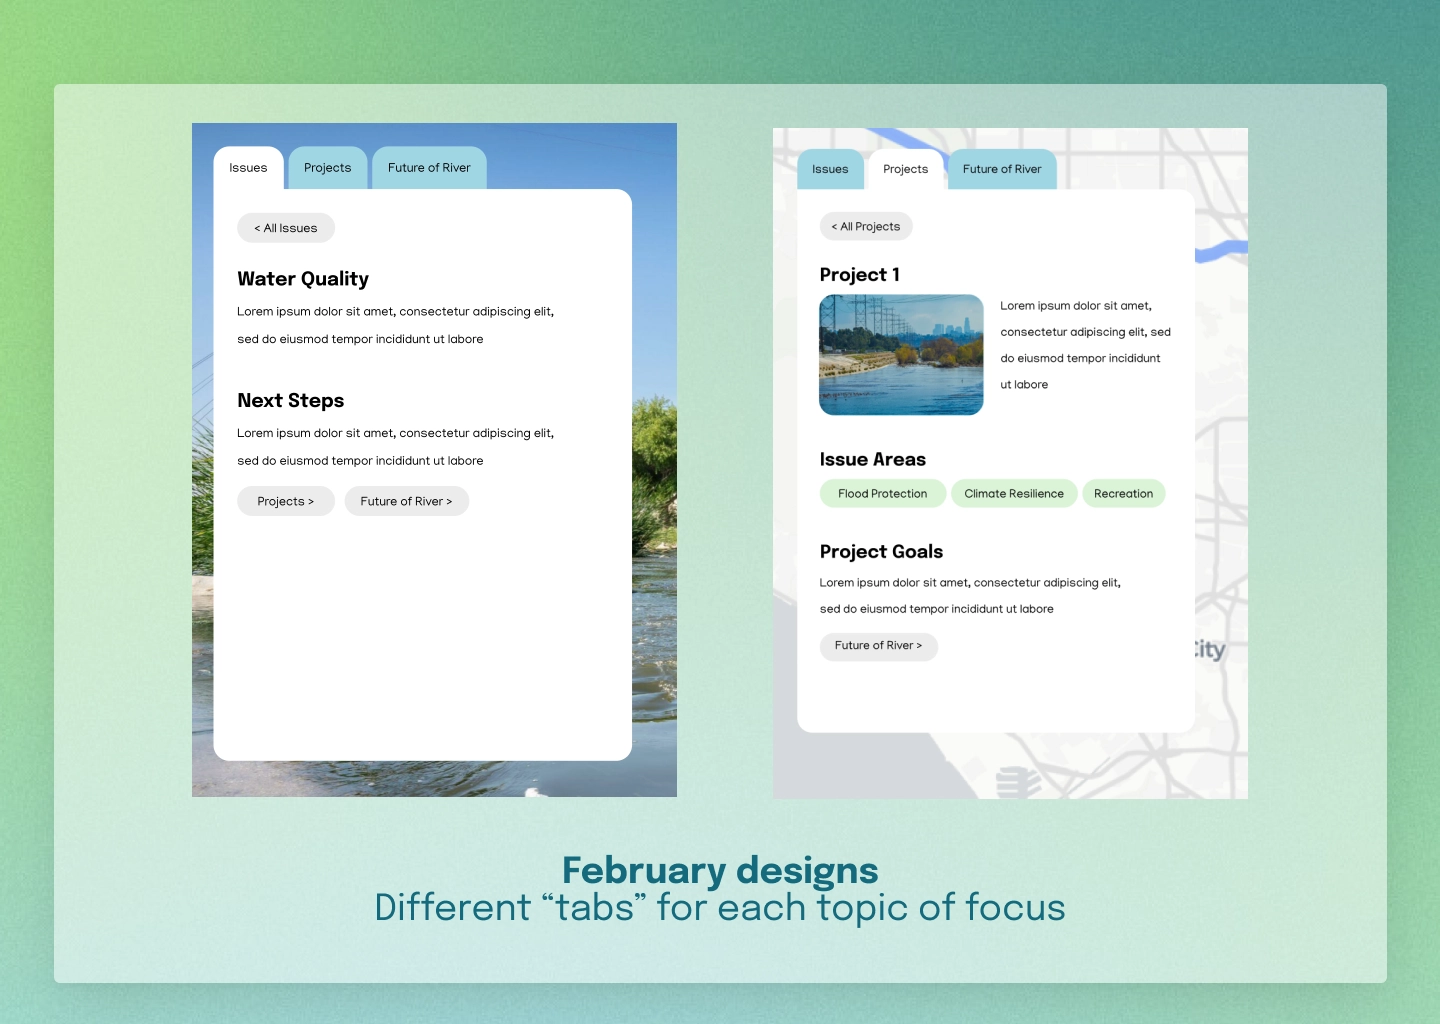 Issues
Projects
Future of River
< All Issues
Water Quality
Lorem ipsum dolor sit amet, consectetur adipiscing elit,
sed do eiusmod tempor incididunt ut labore
Next Steps
Lorem ipsum dolor sit amet, consectetur adipiscing elit,
sed do eiusmod tempor incididunt ut labore
Projects >
Future of River >
Issues
Projects
Future of River
< All Projects
Project 1
Lorem ipsum dolor sit amet,
consectetur adipiscing elit, sed
do eiusmod tempor incididunt
ut labore
Issue Areas
Flood Protection
Climate Resilience
Recreation
Project Goals
Lorem ipsum dolor sit amet, consectetur adipiscing elit,
sed do eiusmod tempor incididunt ut labore
Future of River >
City
February designs
Different “tabs” for each topic of focus